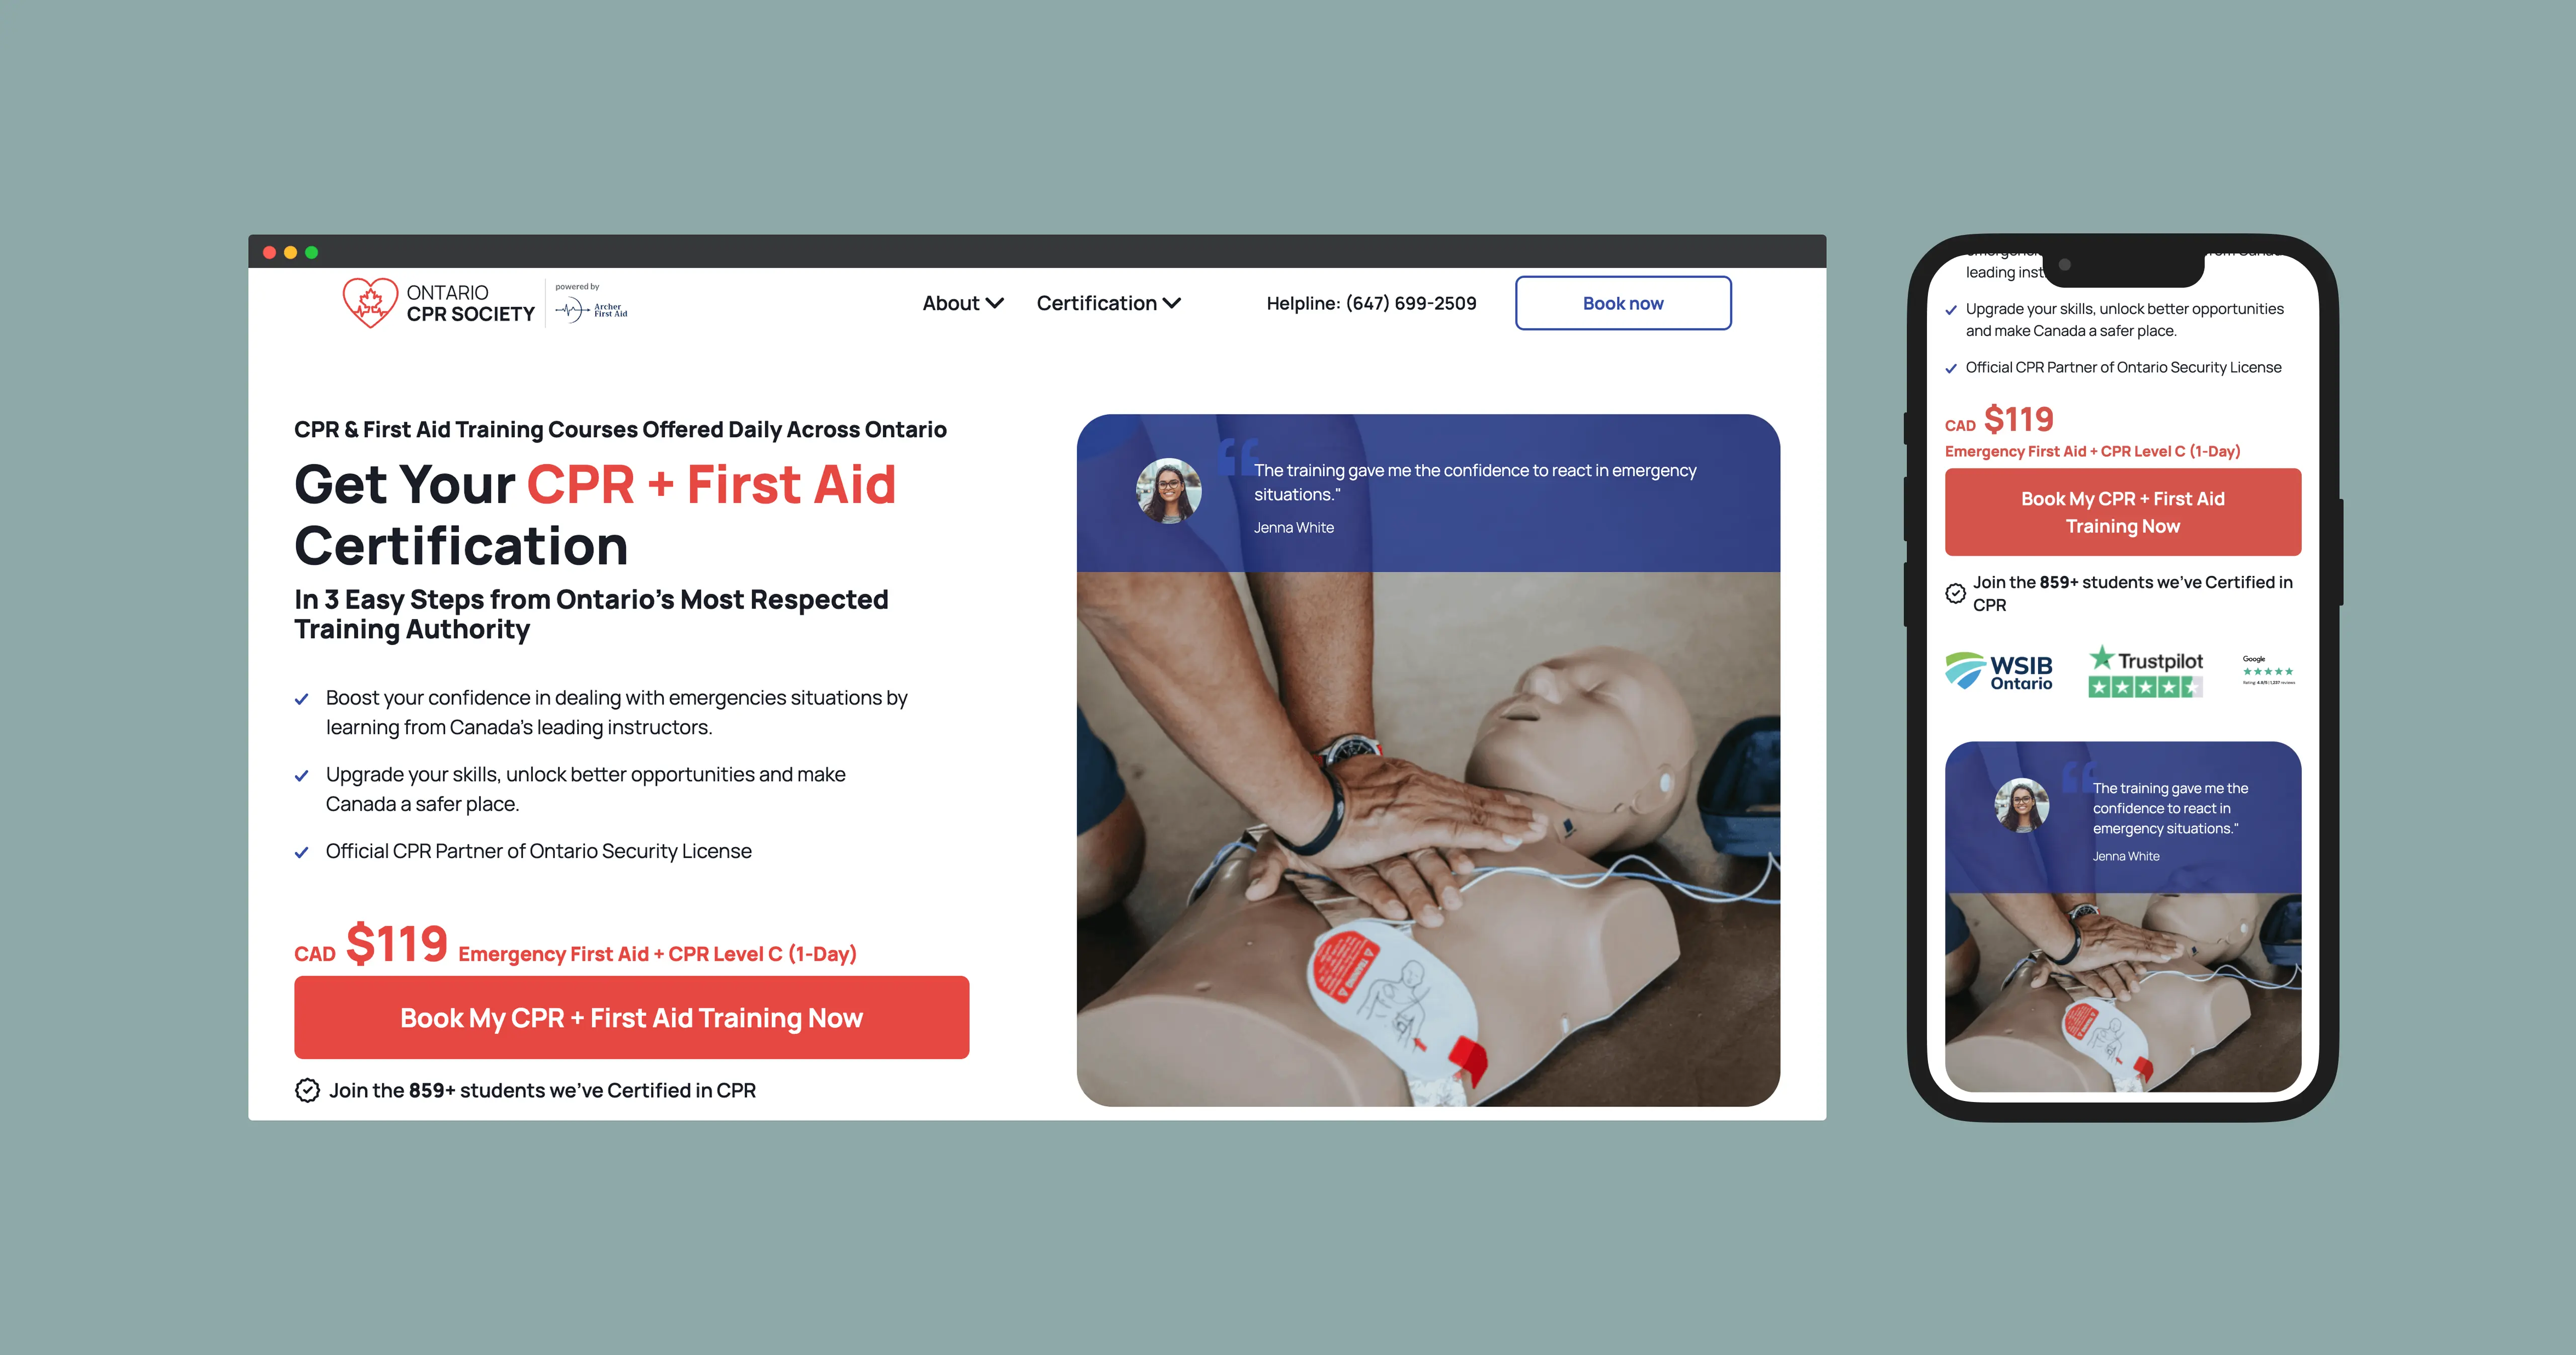 ONTARIO
CPR SOCIETY
powered by
Archer
First Aid
About
Certification
Helpline: (647) 699-2509
Book now
CPR & First Aid Training Courses Offered Daily Across Ontario
Get Your CPR + First Aid
Certification
In 3 Easy Steps from Ontario's Most Respected
Training Authority
Boost your confidence in dealing with emergencies situations by
learning from Canada's leading instructors.
Upgrade your skills, unlock better opportunities and make
Canada a safer place.
Official CPR Partner of Ontario Security License
CAD $119 Emergency First Aid + CPR Level C (1-Day)
Book My CPR + First Aid Training Now
Join the 859+ students we've Certified in CPR
“
The training gave me the confidence to react in emergency
situations."
Jenna White
leading inst
Upgrade your skills, unlock better opportunities
and make Canada a safer place.
Official CPR Partner of Ontario Security License
CAD $119
Emergency First Aid + CPR Level C (1-Day)
Book My CPR + First Aid
Training Now
Join the 859+ students we've Certified in
CPR
WSIB
Ontario
Trustpilot
Google
“
The training gave me the
confidence to react in
emergency situations."
Jenna White